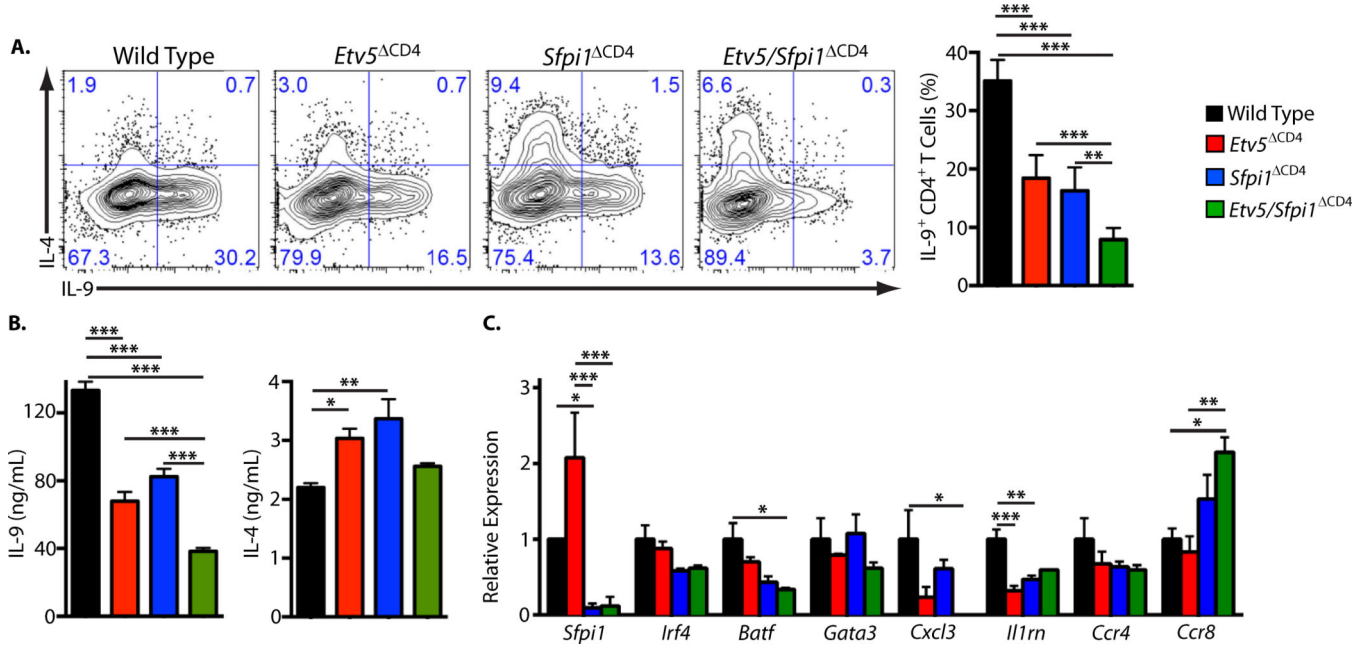 A.
Wild Type
Etv5ΔCD4
Sfpi1ΔCD4
Etv5/Sfpi1ΔCD4
1.9 0.7
67.3 30.2
3.0 0.7
79.9 16.5
9.4 1.5
75.4 13.6
6.6 0.3
89.4 3.7
IL-4
IL-9
***
***
***
***
**
IL-9+ CD4+ T Cells (%)
40
30
20
10
0
Wild Type
Etv5ΔCD4
Sfpi1ΔCD4
Etv5/Sfpi1ΔCD4
B.
***
***
***
***
***
IL-9 (ng/mL)
120
80
40
0
**
*
IL-4 (ng/mL)
4
3
2
1
0
C.
Relative Expression
3
2
1
0
***
***
*
*
*
**
***
**
*
Sfpi1 Irf4 Batf Gata3 Cxcl3 Il1rn Ccr4 Ccr8